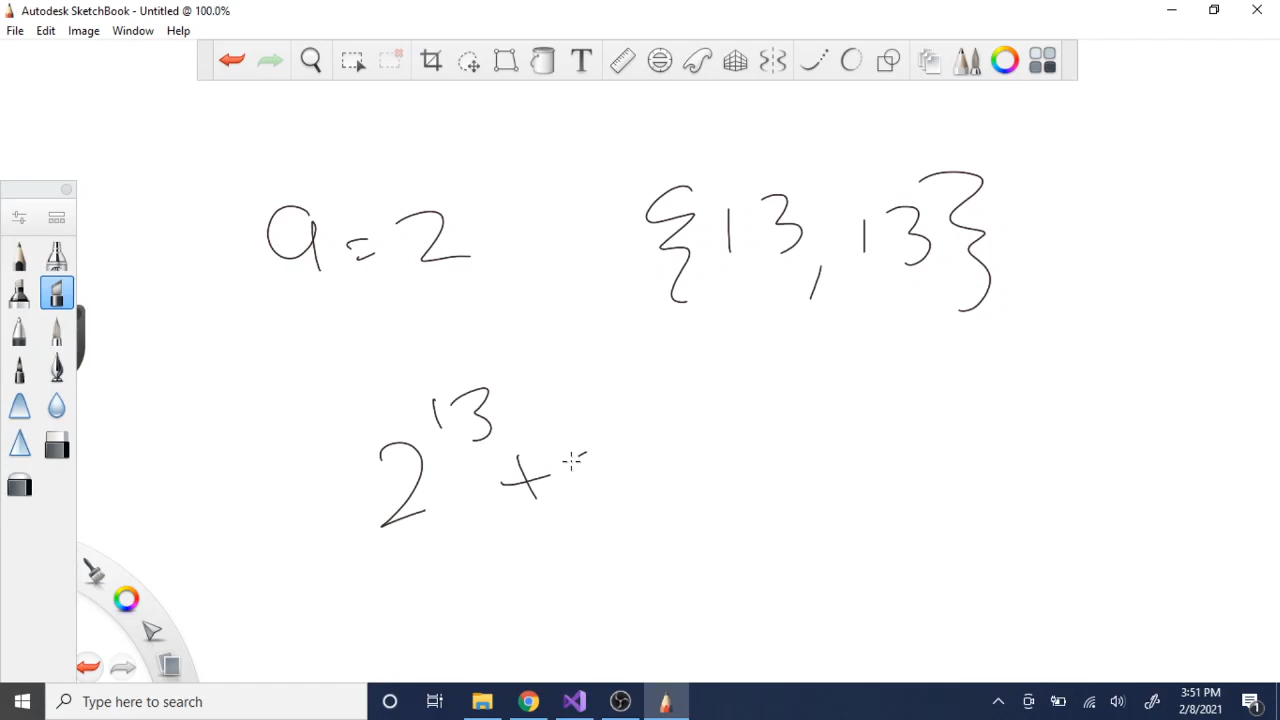 Autodesk SketchBook - Untitled @ 100.0%
File Edit Image Window Help
T
a = 2 {13, 13}
2^13 +
Type here to search
3:51 PM
2/8/2021
1